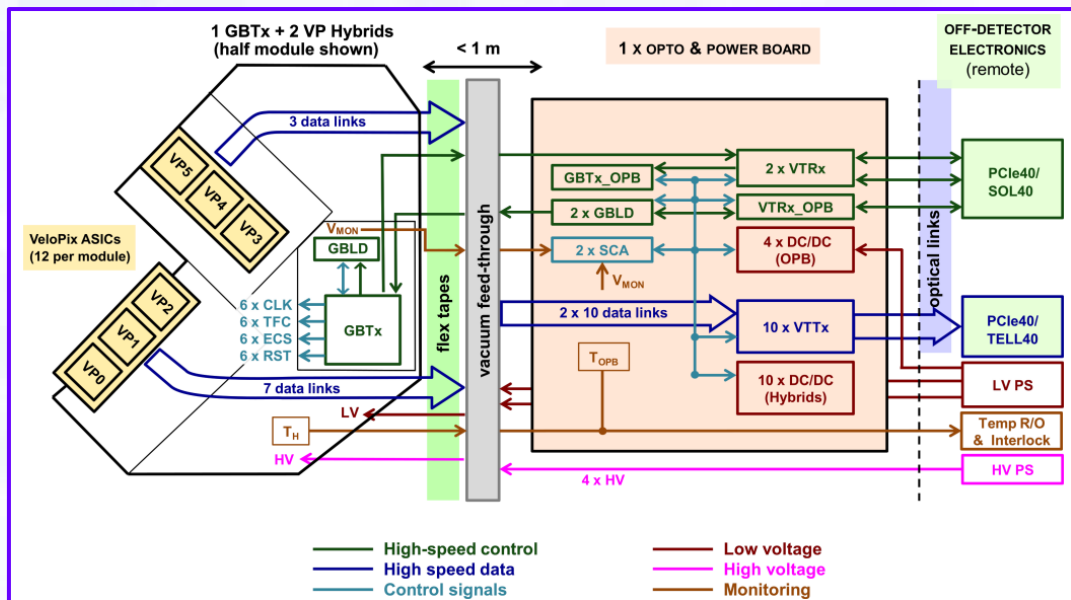 1 GBTx + 2 VP Hybrids
(half module shown)
< 1 m
1 x OPTO & POWER BOARD
OFF-DETECTOR
ELECTRONICS
(remote)
3 data links
VP5
VP4
VP3
VeloPix ASICs
(12 per module)
VP2
VP1
VP0
VMON
GBLD
GBTx
6 x CLK
6 x TFC
6 x ECS
6 x RST
7 data links
LV
TH
HV
flex tapes
vacuum feed-through
GBTx_OPB
2 x GBLD
2 x SCA
VMON
2 x 10 data links
TOPB
2 x VTRx
VTRx_OPB
4 x DC/DC
(OPB)
10 x VTTx
10 x DC/DC
(Hybrids)
4 x HV
optical links
PCIe40/
SOL40
PCIe40/
TELL40
LV PS
Temp R/O
& Interlock
HV PS
High-speed control
High speed data
Control signals
Low voltage
High voltage
Monitoring